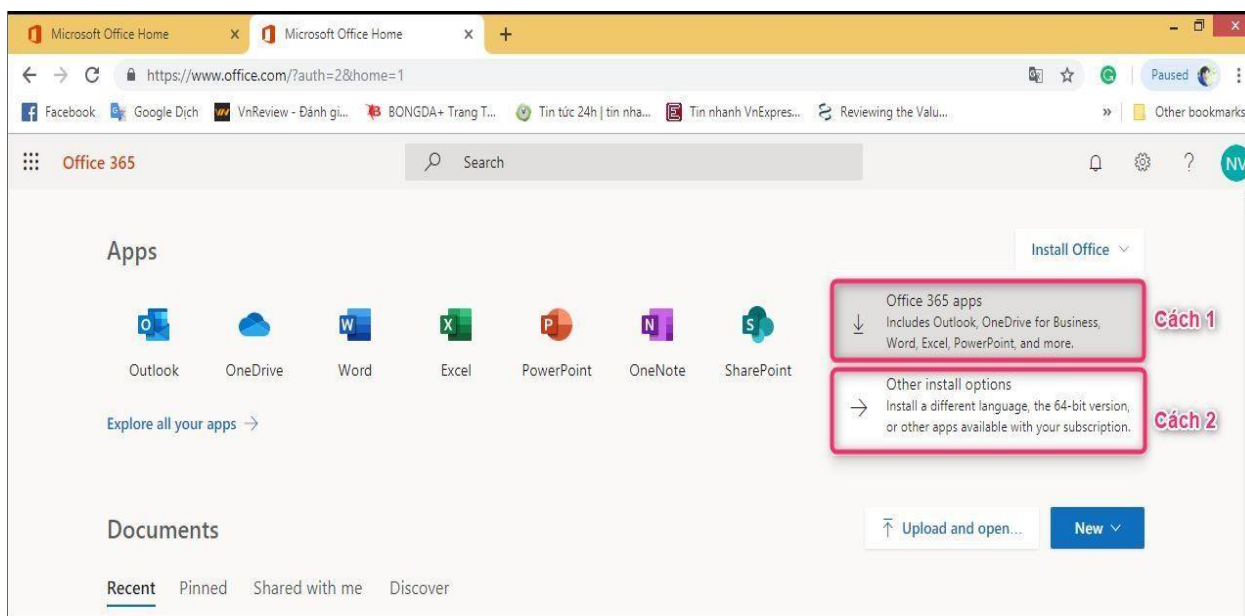 Microsoft Office Home
Microsoft Office Home
https://www.office.com/?auth=2&home=1
Paused
Facebook
Google Dịch
VnReview - Đánh gi...
BONGDA+ Trang T...
Tin tức 24h | tin nha...
Tin nhanh VnExpres...
Reviewing the Valu...
»
Other bookmarks
Office 365
Search
?
NV
Apps
Install Office
Office 365 apps
Includes Outlook, OneDrive for Business,
Word, Excel, PowerPoint, and more.
Cách 1
Outlook
OneDrive
Word
Excel
PowerPoint
OneNote
SharePoint
Other install options
Install a different language, the 64-bit version,
or other apps available with your subscription.
Cách 2
Explore all your apps →
Documents
Upload and open...
New
Recent
Pinned
Shared with me
Discover